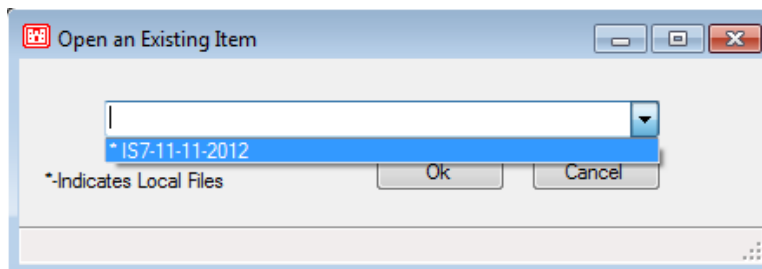 Open an Existing Item
* IS7-11-11-2012
*-Indicates Local Files
Ok
Cancel